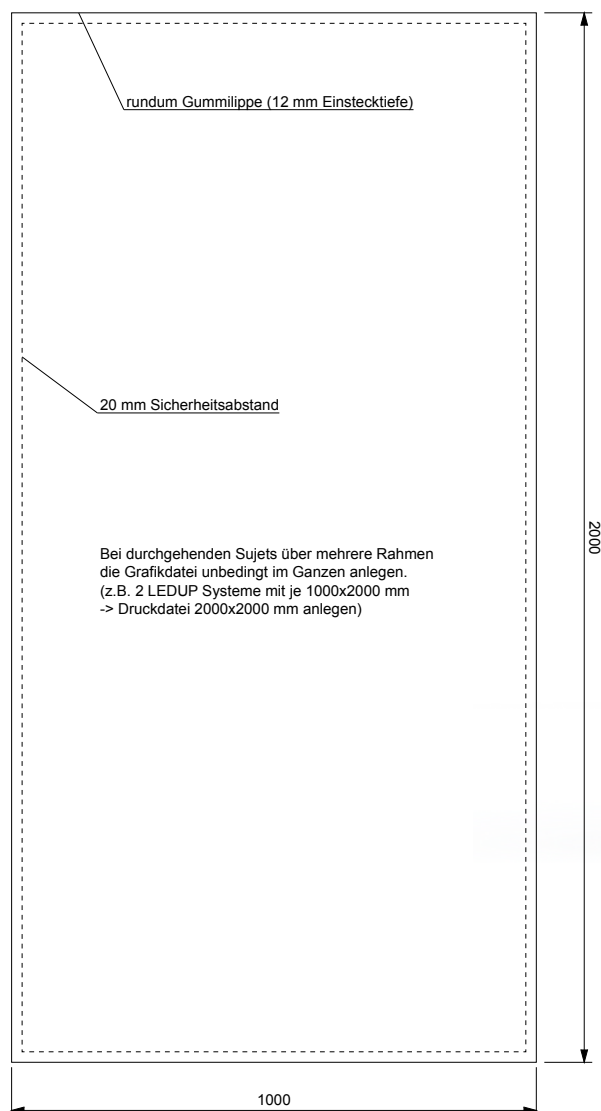 rundum Gummilippe (12 mm Einstecktiefe)
20 mm Sicherheitsabstand
Bei durchgehenden Sujets über mehrere Rahmen
die Grafikdatei unbedingt im Ganzen anlegen.
(z.B. 2 LEDUP Systeme mit je 1000x2000 mm
-> Druckdatei 2000x2000 mm anlegen)
2000
1000